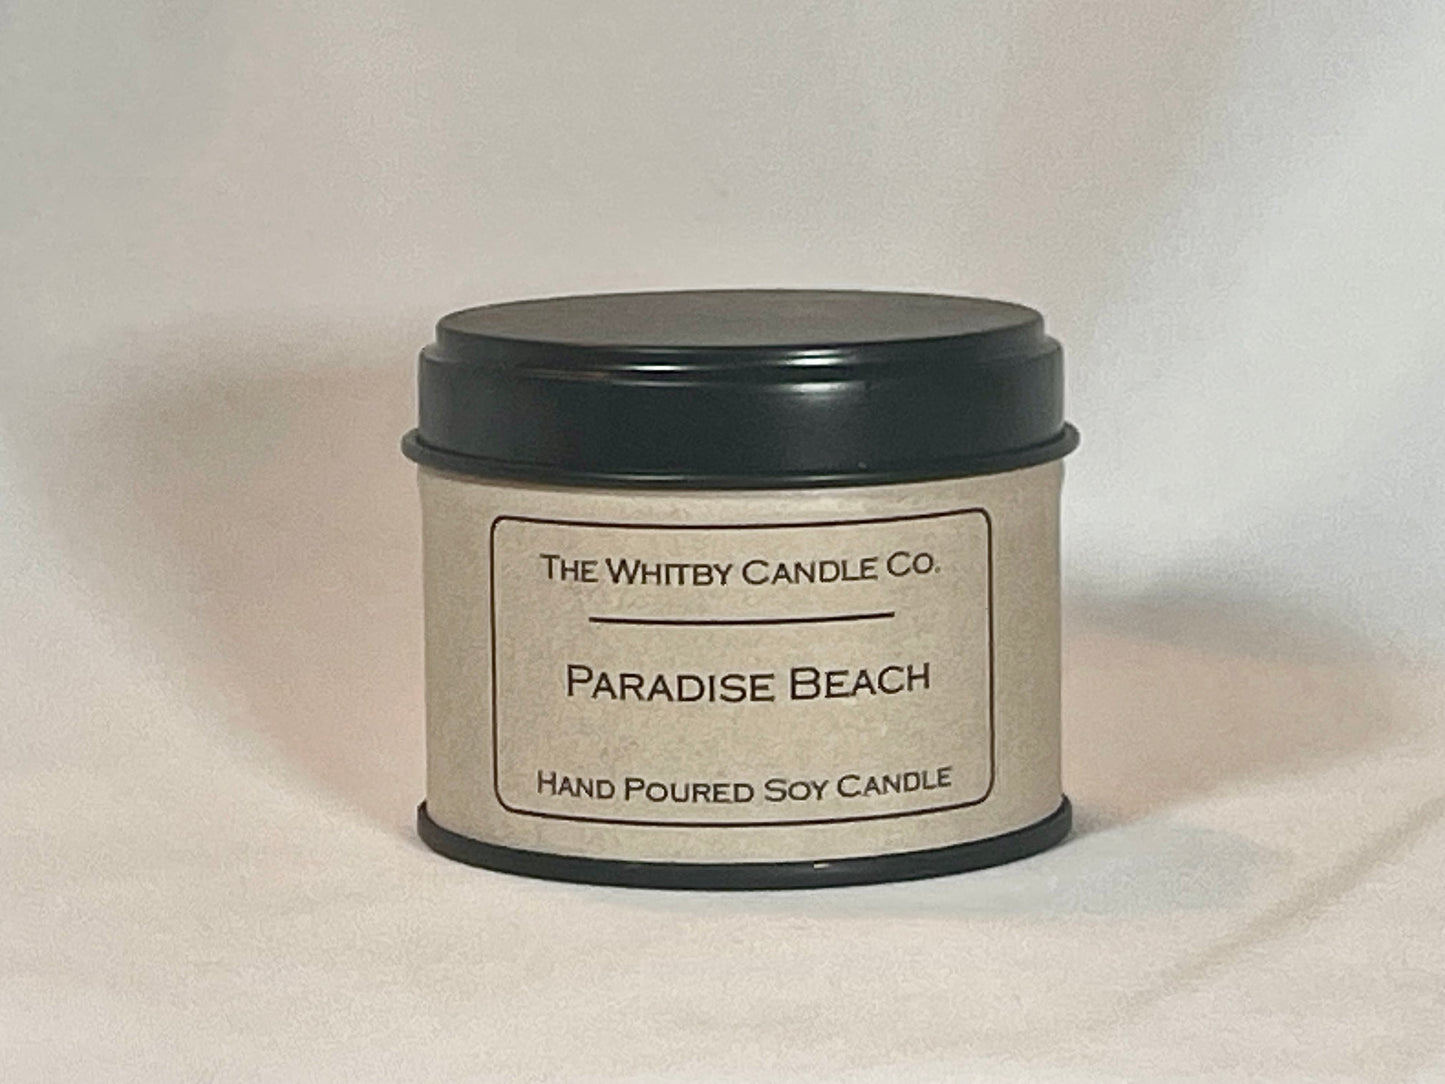 The Whitby Candle Co.
Paradise Beach
Hand Poured Soy Candle